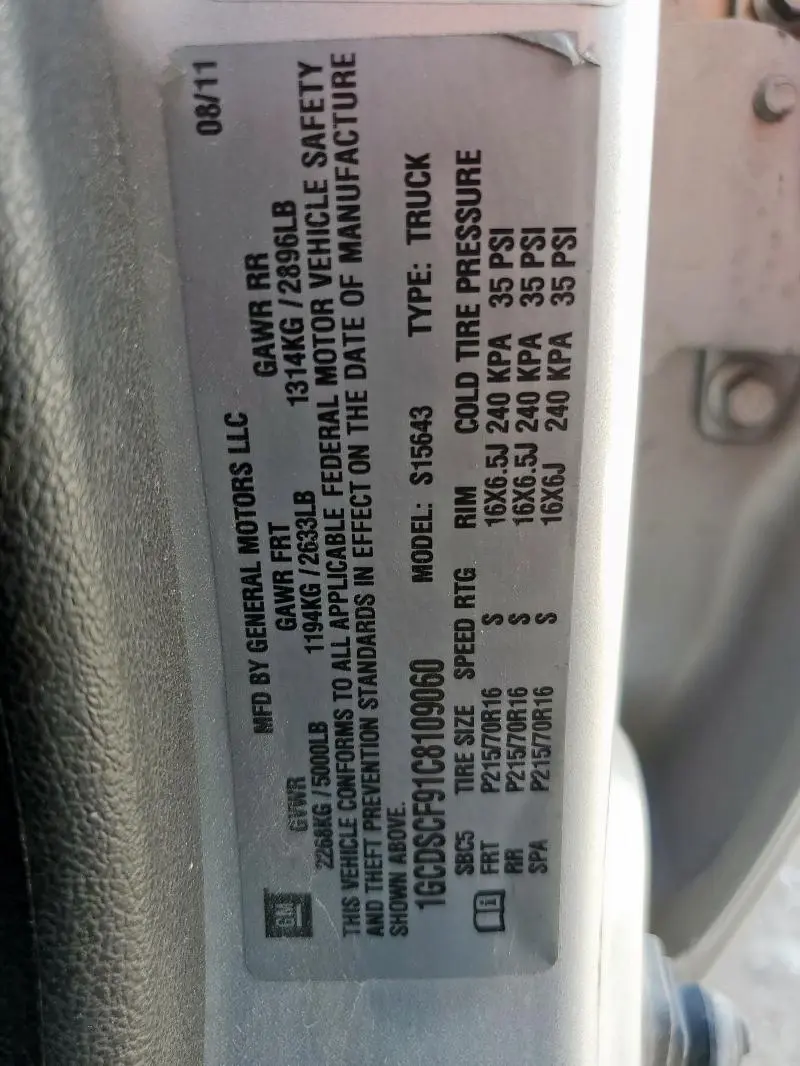 08/11
MFD BY GENERAL MOTORS LLC
GM
GVWR GAWR FRT GAWR RR
2268KG / 5000LB 1194KG / 2633LB 1314KG / 2896LB
THIS VEHICLE CONFORMS TO ALL APPLICABLE FEDERAL MOTOR VEHICLE SAFETY
AND THEFT PREVENTION STANDARDS IN EFFECT ON THE DATE OF MANUFACTURE
SHOWN ABOVE.
1GCDSCF91C8109060 MODEL: S15643 TYPE: TRUCK
SBC5 TIRE SIZE SPEED RTG RIM COLD TIRE PRESSURE
FRT P215/70R16 S 16X6.5J 240 KPA 35 PSI
RR P215/70R16 S 16X6.5J 240 KPA 35 PSI
SPA P215/70R16 S 16X6J 240 KPA 35 PSI